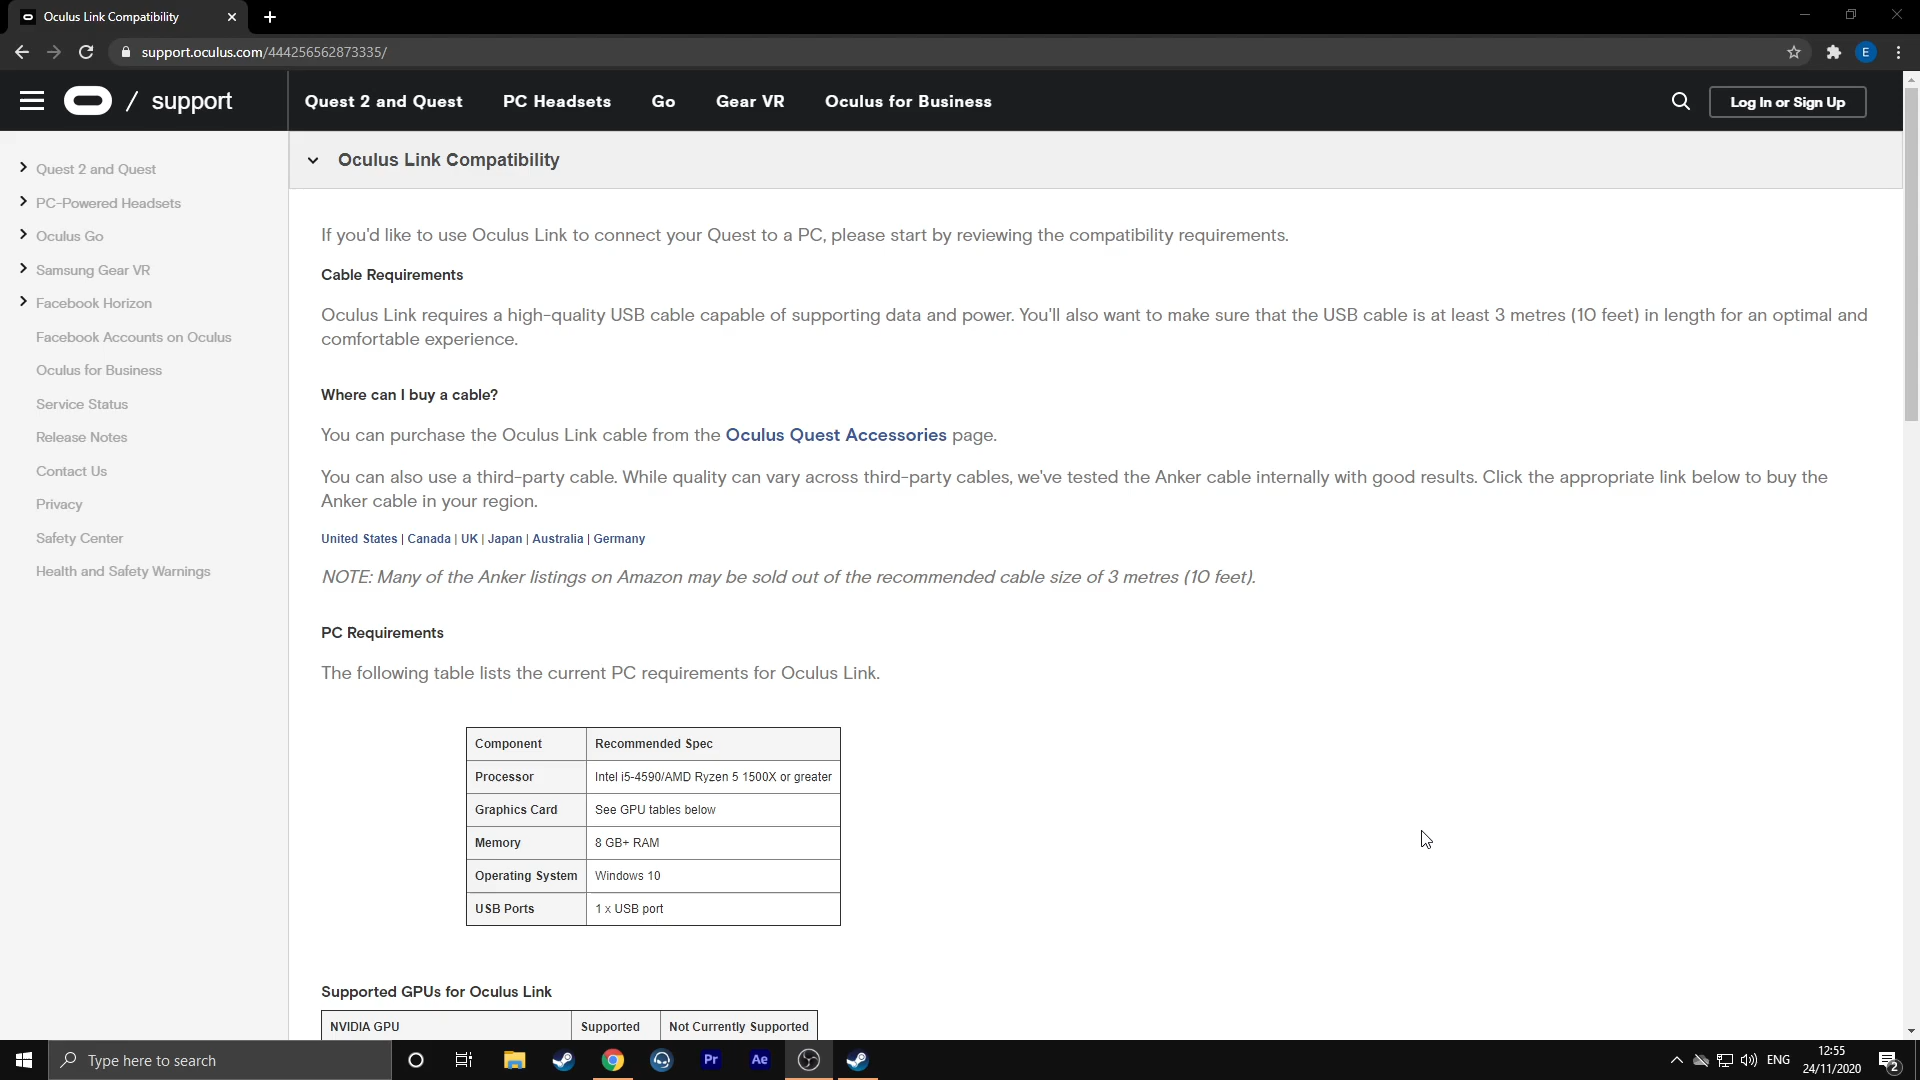 Oculus Link Compatibility
support.oculus.com/444256562873335/
E
/ support
Quest 2 and Quest
PC Headsets
Go
Gear VR
Oculus for Business
Log In or Sign Up
Quest 2 and Quest
PC-Powered Headsets
Oculus Go
Samsung Gear VR
Facebook Horizon
Facebook Accounts on Oculus
Oculus for Business
Service Status
Release Notes
Contact Us
Privacy
Safety Center
Health and Safety Warnings
Oculus Link Compatibility
If you'd like to use Oculus Link to connect your Quest to a PC, please start by reviewing the compatibility requirements.
Cable Requirements
Oculus Link requires a high-quality USB cable capable of supporting data and power. You'll also want to make sure that the USB cable is at least 3 metres (10 feet) in length for an optimal and
comfortable experience.
Where can I buy a cable?
You can purchase the Oculus Link cable from the Oculus Quest Accessories page.
You can also use a third-party cable. While quality can vary across third-party cables, we've tested the Anker cable internally with good results. Click the appropriate link below to buy the
Anker cable in your region.
United States | Canada | UK | Japan | Australia | Germany
NOTE: Many of the Anker listings on Amazon may be sold out of the recommended cable size of 3 metres (10 feet).
PC Requirements
The following table lists the current PC requirements for Oculus Link.
Component Recommended Spec
Processor Intel i5-4590/AMD Ryzen 5 1500X or greater
Graphics Card See GPU tables below
Memory 8 GB+ RAM
Operating System Windows 10
USB Ports 1 x USB port
Supported GPUs for Oculus Link
NVIDIA GPU Supported Not Currently Supported
Type here to search
Pr
Ae
ENG
12:55
24/11/2020
2